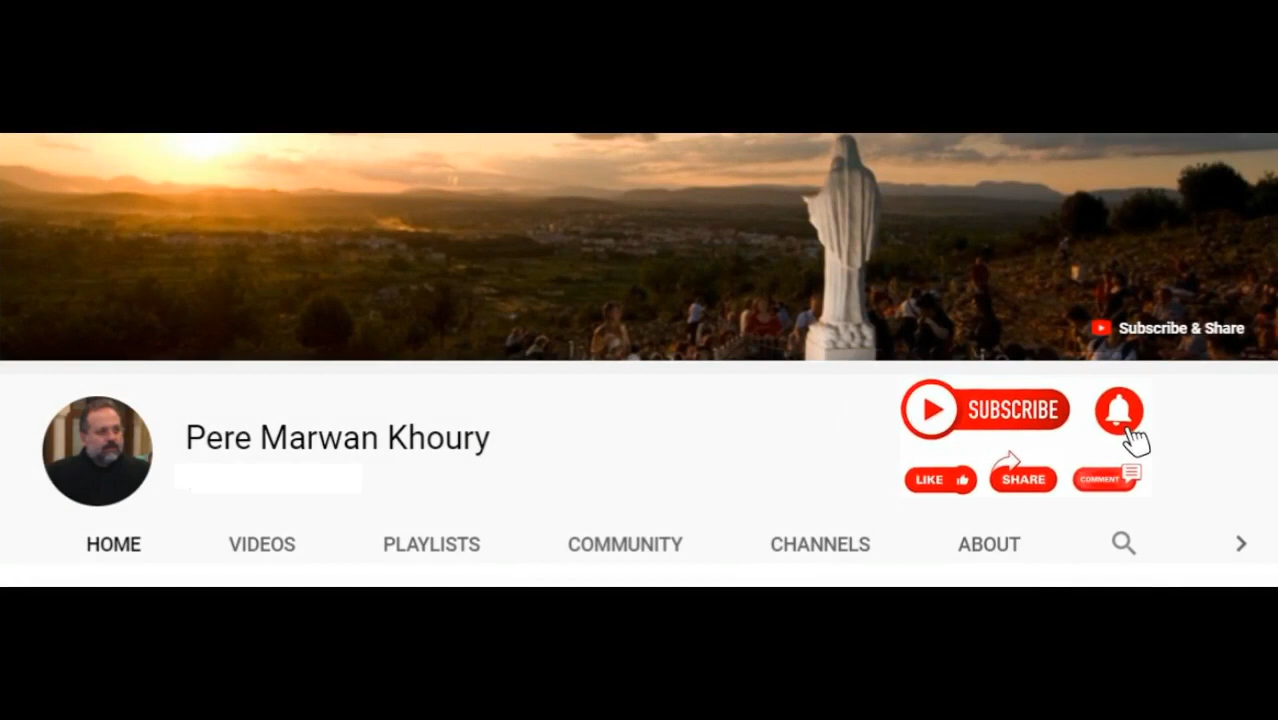 Subscribe & Share
Pere Marwan Khoury
SUBSCRIBE
LIKE
SHARE
COMMENT
HOME
VIDEOS
PLAYLISTS
COMMUNITY
CHANNELS
ABOUT